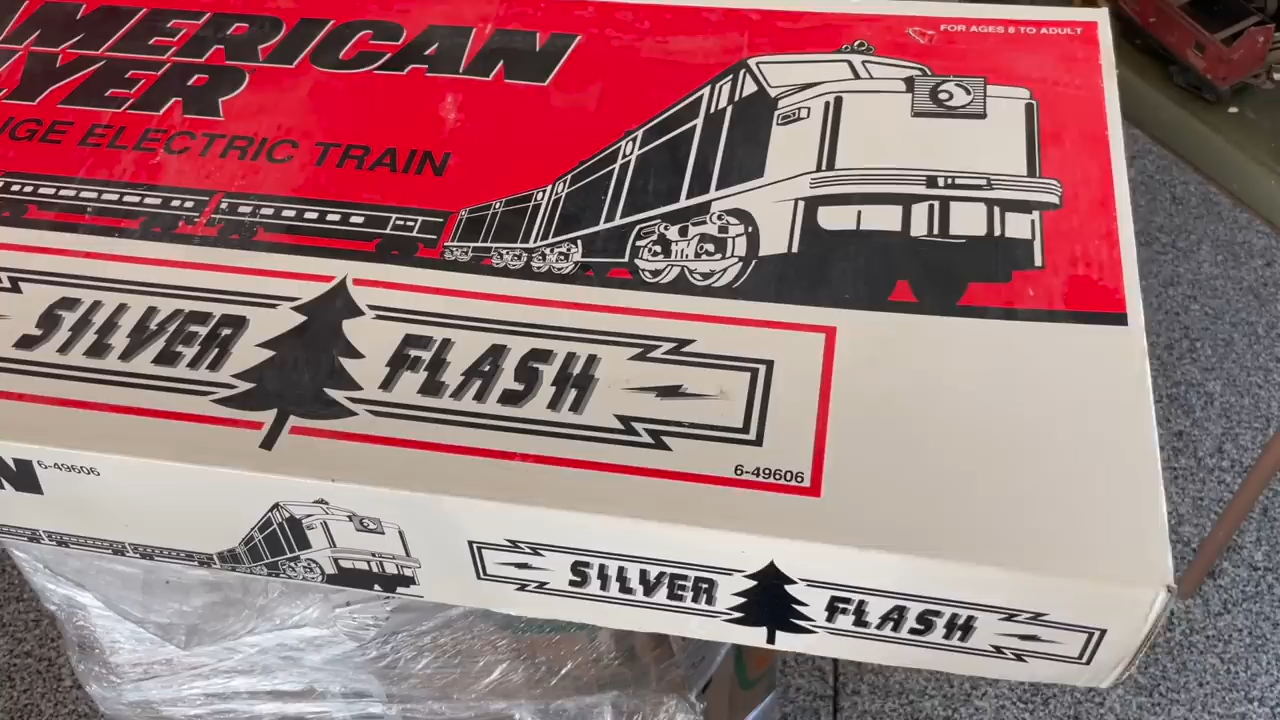 FOR AGES 8 TO ADULT
MERICAN
YER
GE ELECTRIC TRAIN
SILVER FLASH
6-49606
N 6-49606
SILVER FLASH